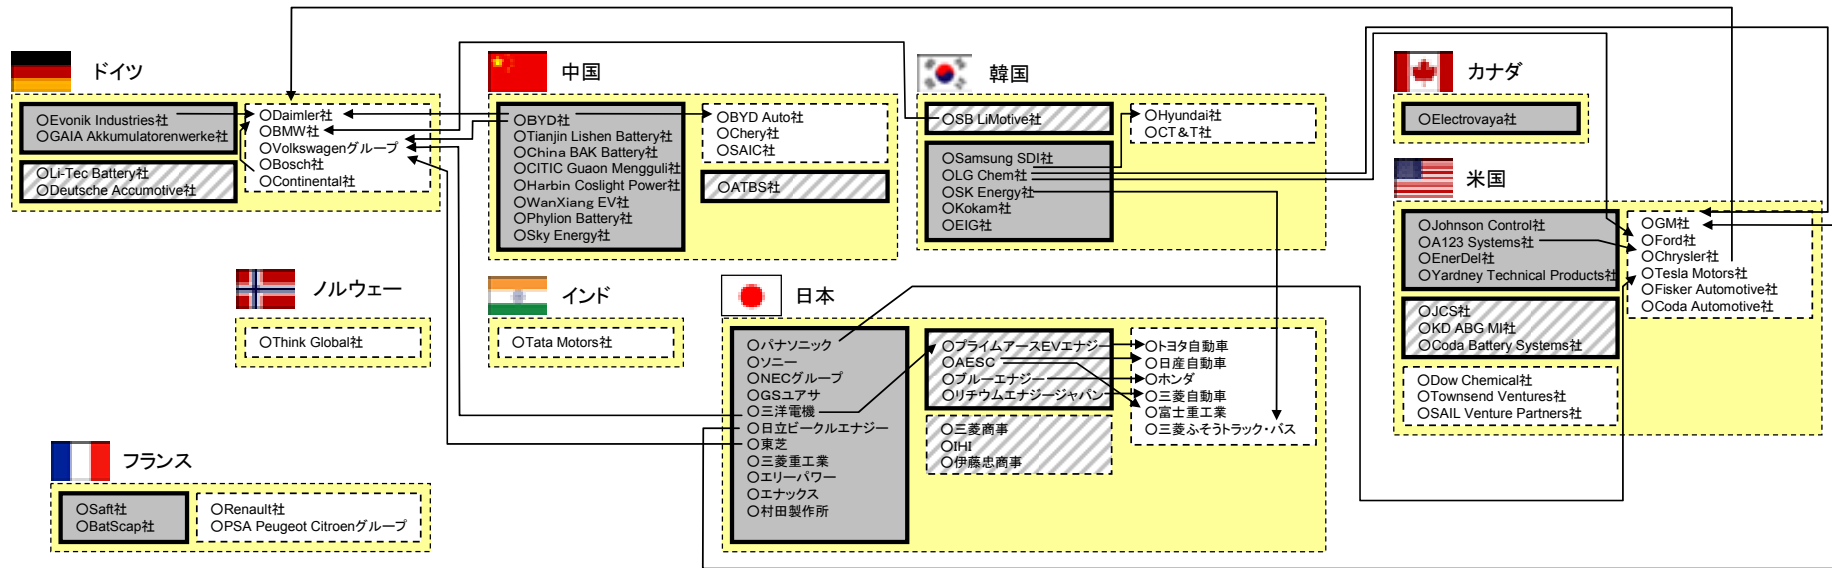 ドイツ
○Evonik Industries社
○GAIA Akkumulatorenwerke社
○Li-Tec Battery社
○Deutsche Accumotive社
○Daimler社
○BMW社
○Volkswagenグループ
○Bosch社
○Continental社
中国
○BYD社
○Tianjin Lishen Battery社
○China BAK Battery社
○CITIC Guaon Mengguli社
○Harbin Coslight Power社
○WanXiang EV社
○Phylion Battery社
○Sky Energy社
○BYD Auto社
○Chery社
○SAIC社
○ATBS社
韓国
○SB LiMotive社
○Samsung SDI社
○LG Chem社
○SK Energy社
○Kokam社
○EIG社
○Hyundai社
○CT&T社
カナダ
○Electrovaya社
米国
○Johnson Control社
○A123 Systems社
○EnerDel社
○Yardney Technical Products社
○JCS社
○KD ABG MI社
○Coda Battery Systems社
○Dow Chemical社
○Townsend Ventures社
○SAIL Venture Partners社
○GM社
○Ford社
○Chrysler社
○Tesla Motors社
○Fisker Automotive社
○Coda Automotive社
ノルウェー
○Think Global社
インド
○Tata Motors社
日本
○パナソニック
○ソニー
○NECグループ
○GSユアサ
○三洋電機
○日立ビークルエナジー
○東芝
○三菱重工業
○エリーパワー
○エナックス
○村田製作所
○プライムアースEVエナジー
○AESC
○ブルーエナジー
○リチウムエナジージャパン
○三菱商事
○IHI
○伊藤忠商事
○トヨタ自動車
○日産自動車
○ホンダ
○三菱自動車
○富士重工業
○三菱ふそうトラック・バス
フランス
○Saft社
○BatScap社
○Renault社
○PSA Peugeot Citroenグループ